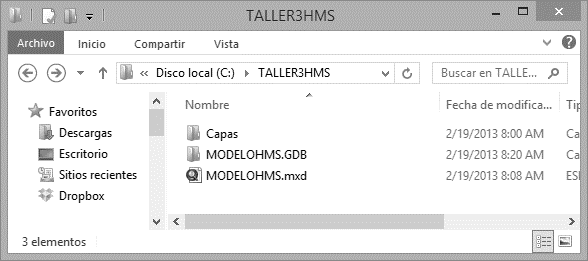 TALLER3HMS
Archivo Inicio Compartir Vista
« Disco local (C:) TALLER3HMS Buscar en TALLE...
Favoritos
Descargas
Escritorio
Sitios recientes
Dropbox
Nombre Fecha de modifica... Tip
Capas 2/19/2013 8:00 AM Ca
MODELOHMS.GDB 2/19/2013 8:20 AM Ca
MODELOHMS.mxd 2/19/2013 8:08 AM ESI
3 elementos